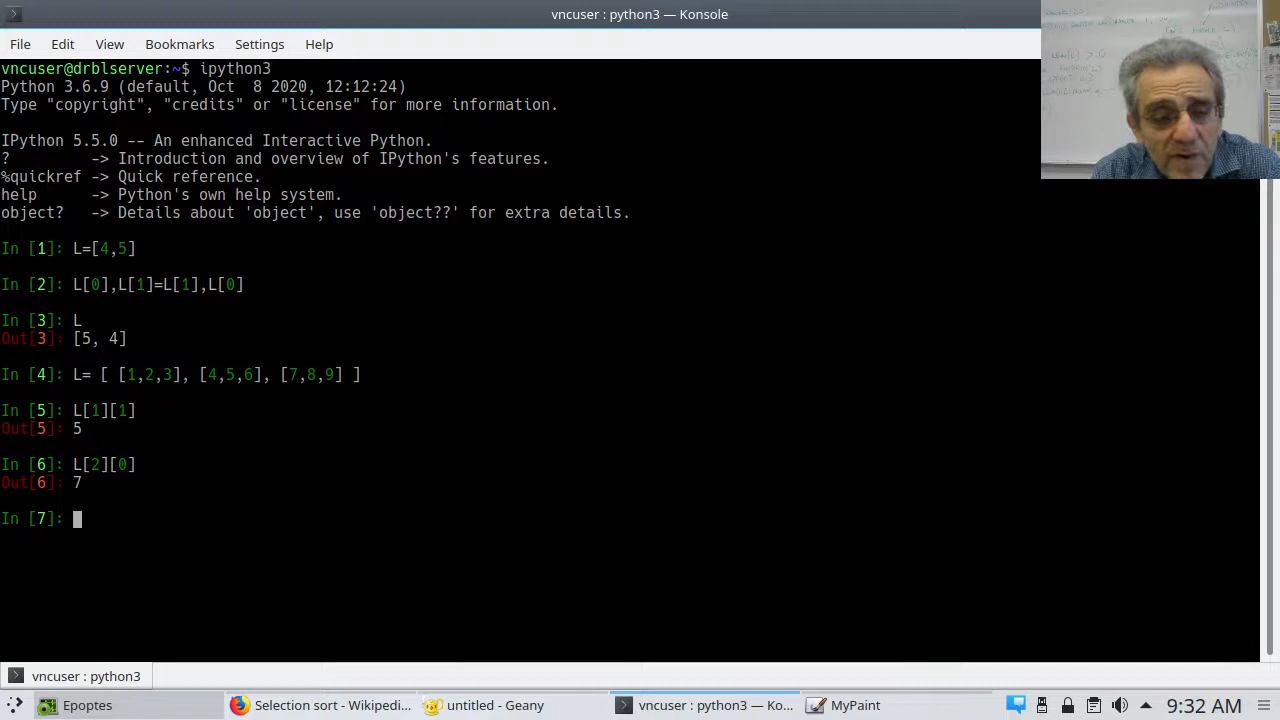 vncuser : python3 — Konsole
File Edit View Bookmarks Settings Help
vncuser@drblserver:~$ ipython3
Python 3.6.9 (default, Oct  8 2020, 12:12:24)
Type "copyright", "credits" or "license" for more information.
IPython 5.5.0 -- An enhanced Interactive Python.
?         -> Introduction and overview of IPython's features.
%quickref -> Quick reference.
help      -> Python's own help system.
object?   -> Details about 'object', use 'object??' for extra details.
In [1]: L=[4,5]
In [2]: L[0],L[1]=L[1],L[0]
In [3]: L
Out[3]: [5, 4]
In [4]: L= [ [1,2,3], [4,5,6], [7,8,9] ]
In [5]: L[1][1]
Out[5]: 5
In [6]: L[2][0]
Out[6]: 7
In [7]:
vncuser : python3
Epoptes Selection sort - Wikipedi... untitled - Geany vncuser : python3 — Ko... MyPaint 9:32 AM